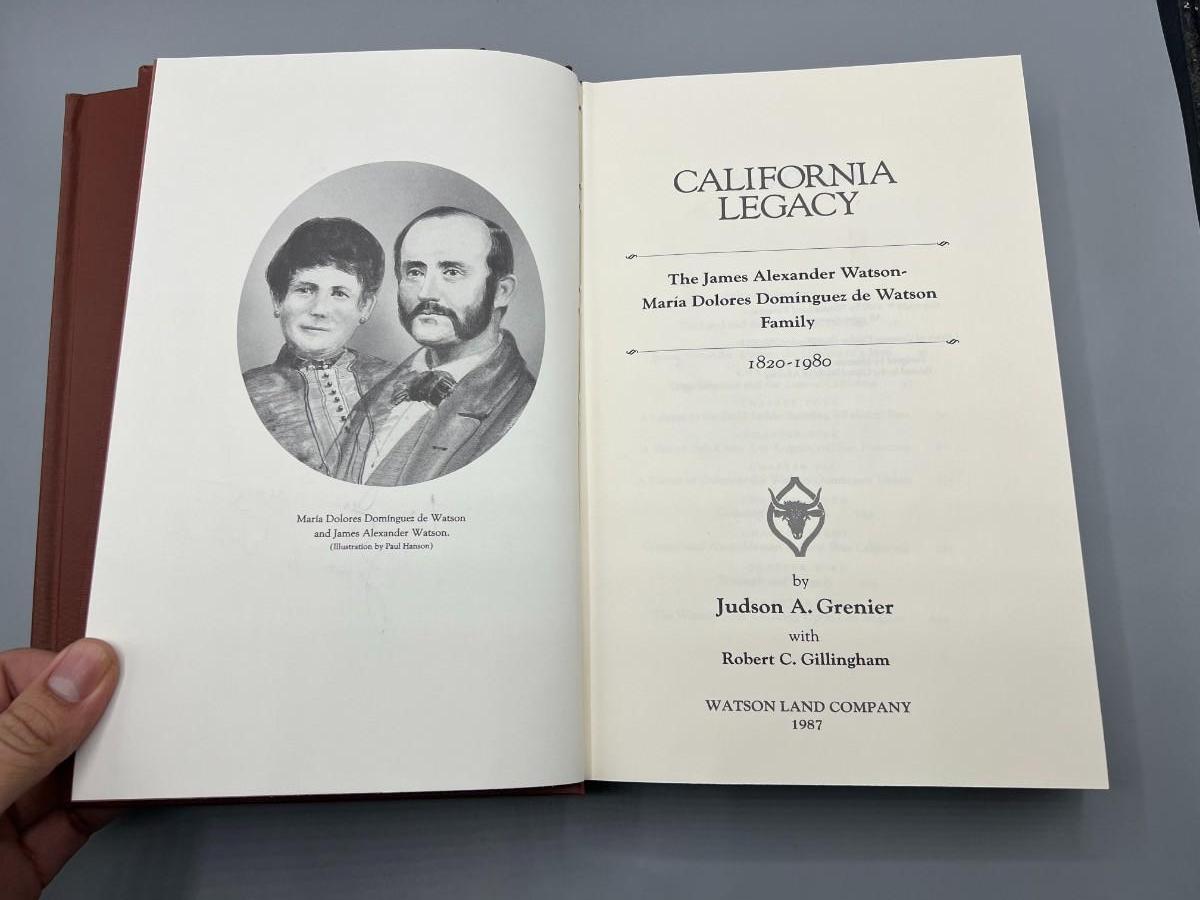 María Dolores Domínguez de Watson
and James Alexander Watson.
(Illustration by Paul Hanson)
CALIFORNIA
LEGACY
The James Alexander Watson-
María Dolores Domínguez de Watson
Family
1820-1980
by
Judson A. Grenier
with
Robert C. Gillingham
WATSON LAND COMPANY
1987